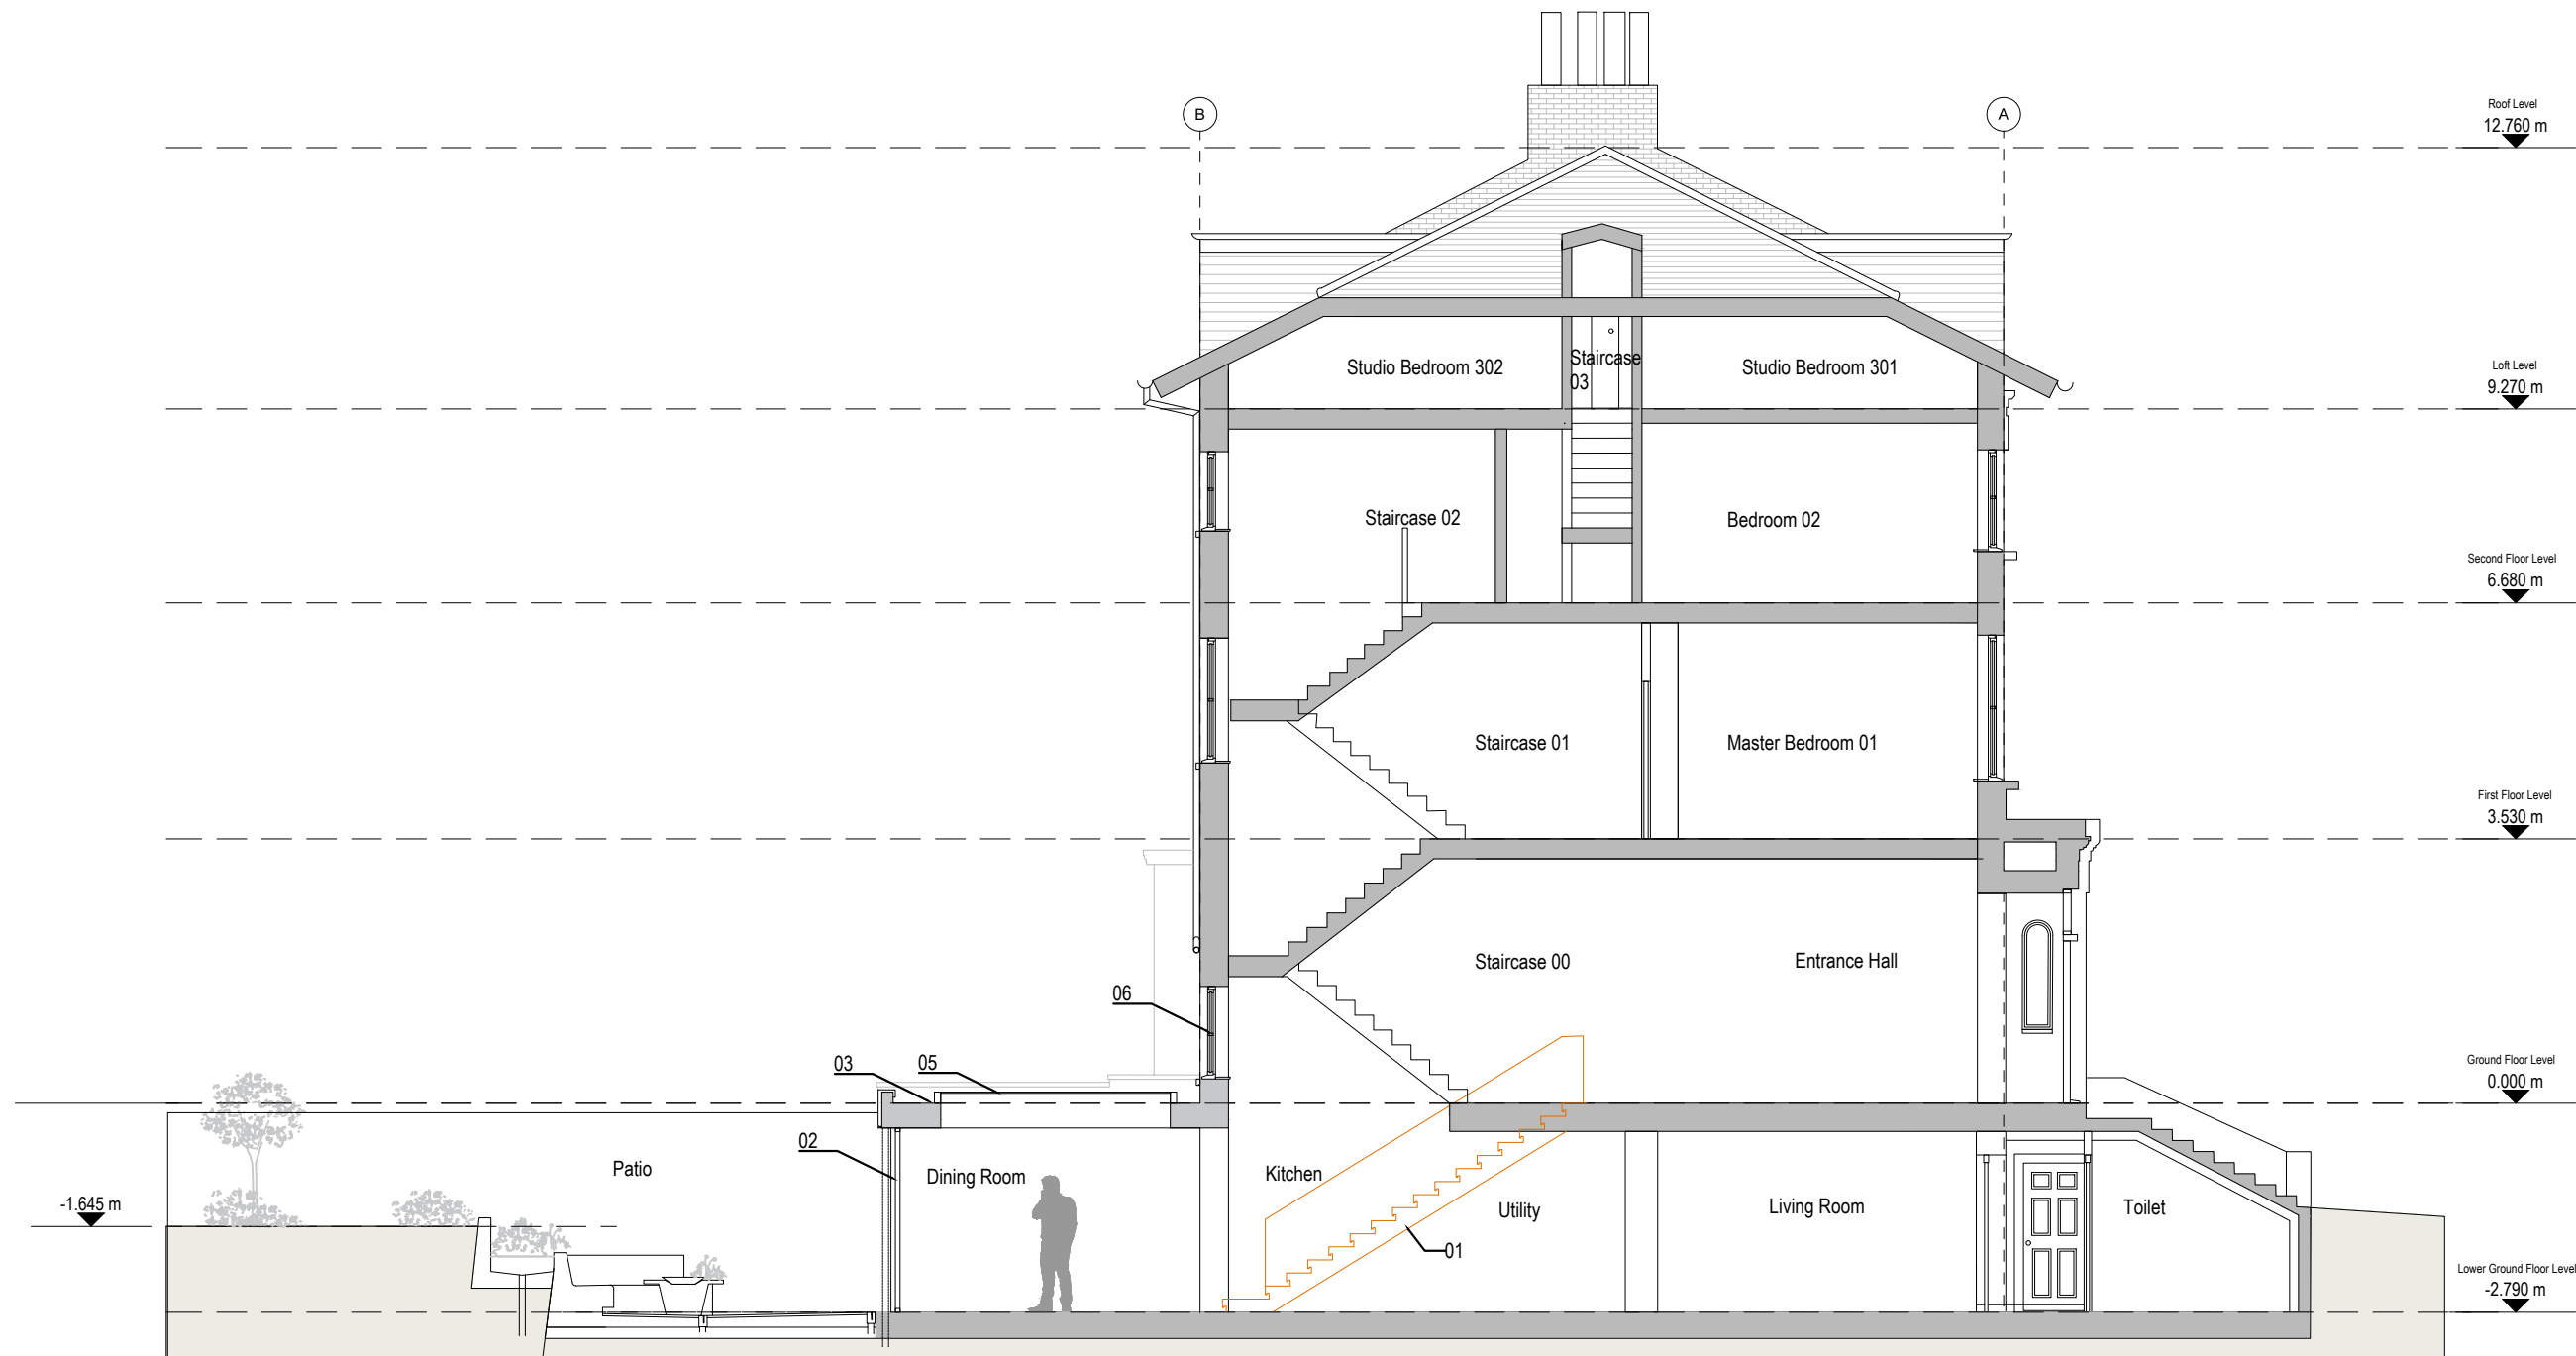 B
A
Roof Level
12.760 m
Studio Bedroom 302
Staircase
03
Studio Bedroom 301
Loft Level
9.270 m
Staircase 02
Bedroom 02
Second Floor Level
6.680 m
Staircase 01
Master Bedroom 01
First Floor Level
3.530 m
Staircase 00
Entrance Hall
06
03
05
Ground Floor Level
0.000 m
02
Patio
Dining Room
Kitchen
-1.645 m
Utility
Living Room
Toilet
01
Lower Ground Floor Level
-2.790 m